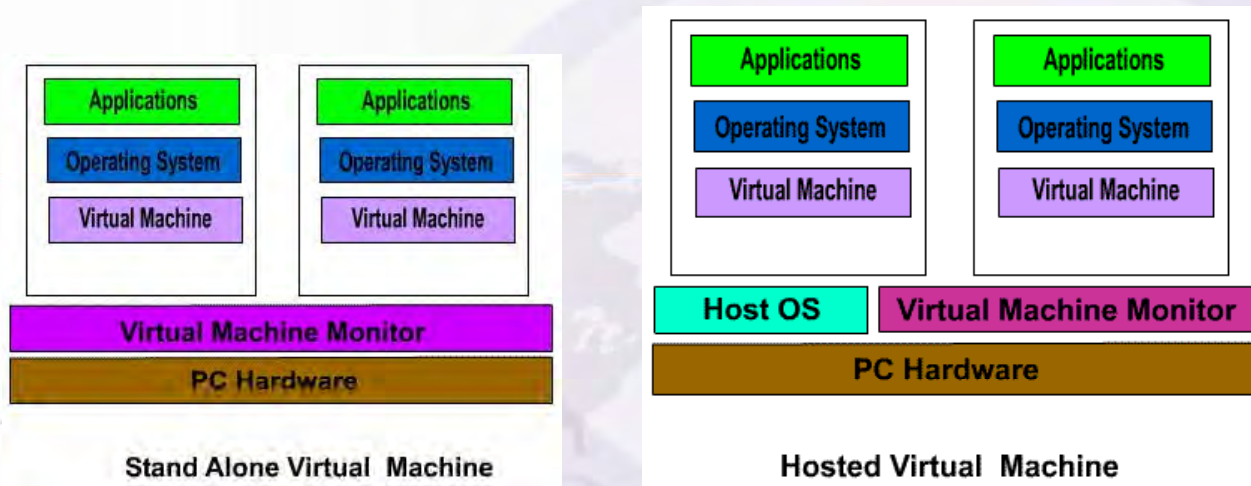 Applications
Operating System
Virtual Machine
Applications
Operating System
Virtual Machine
Virtual Machine Monitor
PC Hardware
Stand Alone Virtual Machine
Applications
Operating System
Virtual Machine
Applications
Operating System
Virtual Machine
Host OS
Virtual Machine Monitor
PC Hardware
Hosted Virtual Machine